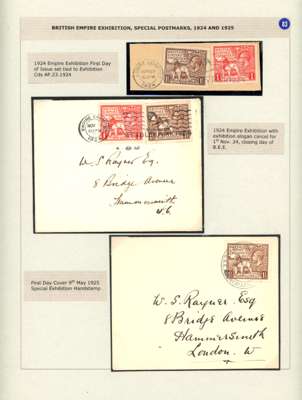 BRITISH EMPIRE EXHIBITION, SPECIAL POSTMARKS, 1924 AND 1925
83
1924 Empire Exhibition First Day
of Issue set tied to Exhibition
Cds AP.23.1924
1924 Empire Exhibition with
exhibition slogan cancel for
1st Nov. 24, closing day of
B.E.E.
W. S. Rayner Esq.
8 Bridge Avenue
Hammersmith
W.6
First Day Cover 9th May 1925
Special Exhibition Handstamp.
W. S. Rayner. Esq
8 Bridge Avenue
Hammersmith
London. W